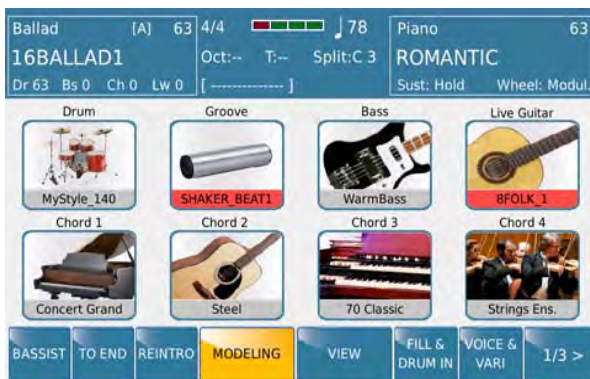 Ballad [A] 63 4/4 ♩78 Piano 63
16BALLAD1 Oct:-- T:-- Split:C 3 ROMANTIC
Dr 63 Bs 0 Ch 0 Lw 0 [ -------------- ] Sust: Hold Wheel: Modul.
Drum Groove Bass Live Guitar
MyStyle_140 SHAKER_BEAT1 WarmBass 8FOLK_1
Chord 1 Chord 2 Chord 3 Chord 4
Concert Grand Steel 70 Classic Strings Ens.
BASSIST TO END REINTRO MODELING VIEW FILL & DRUM IN VOICE & VARI 1/3 >